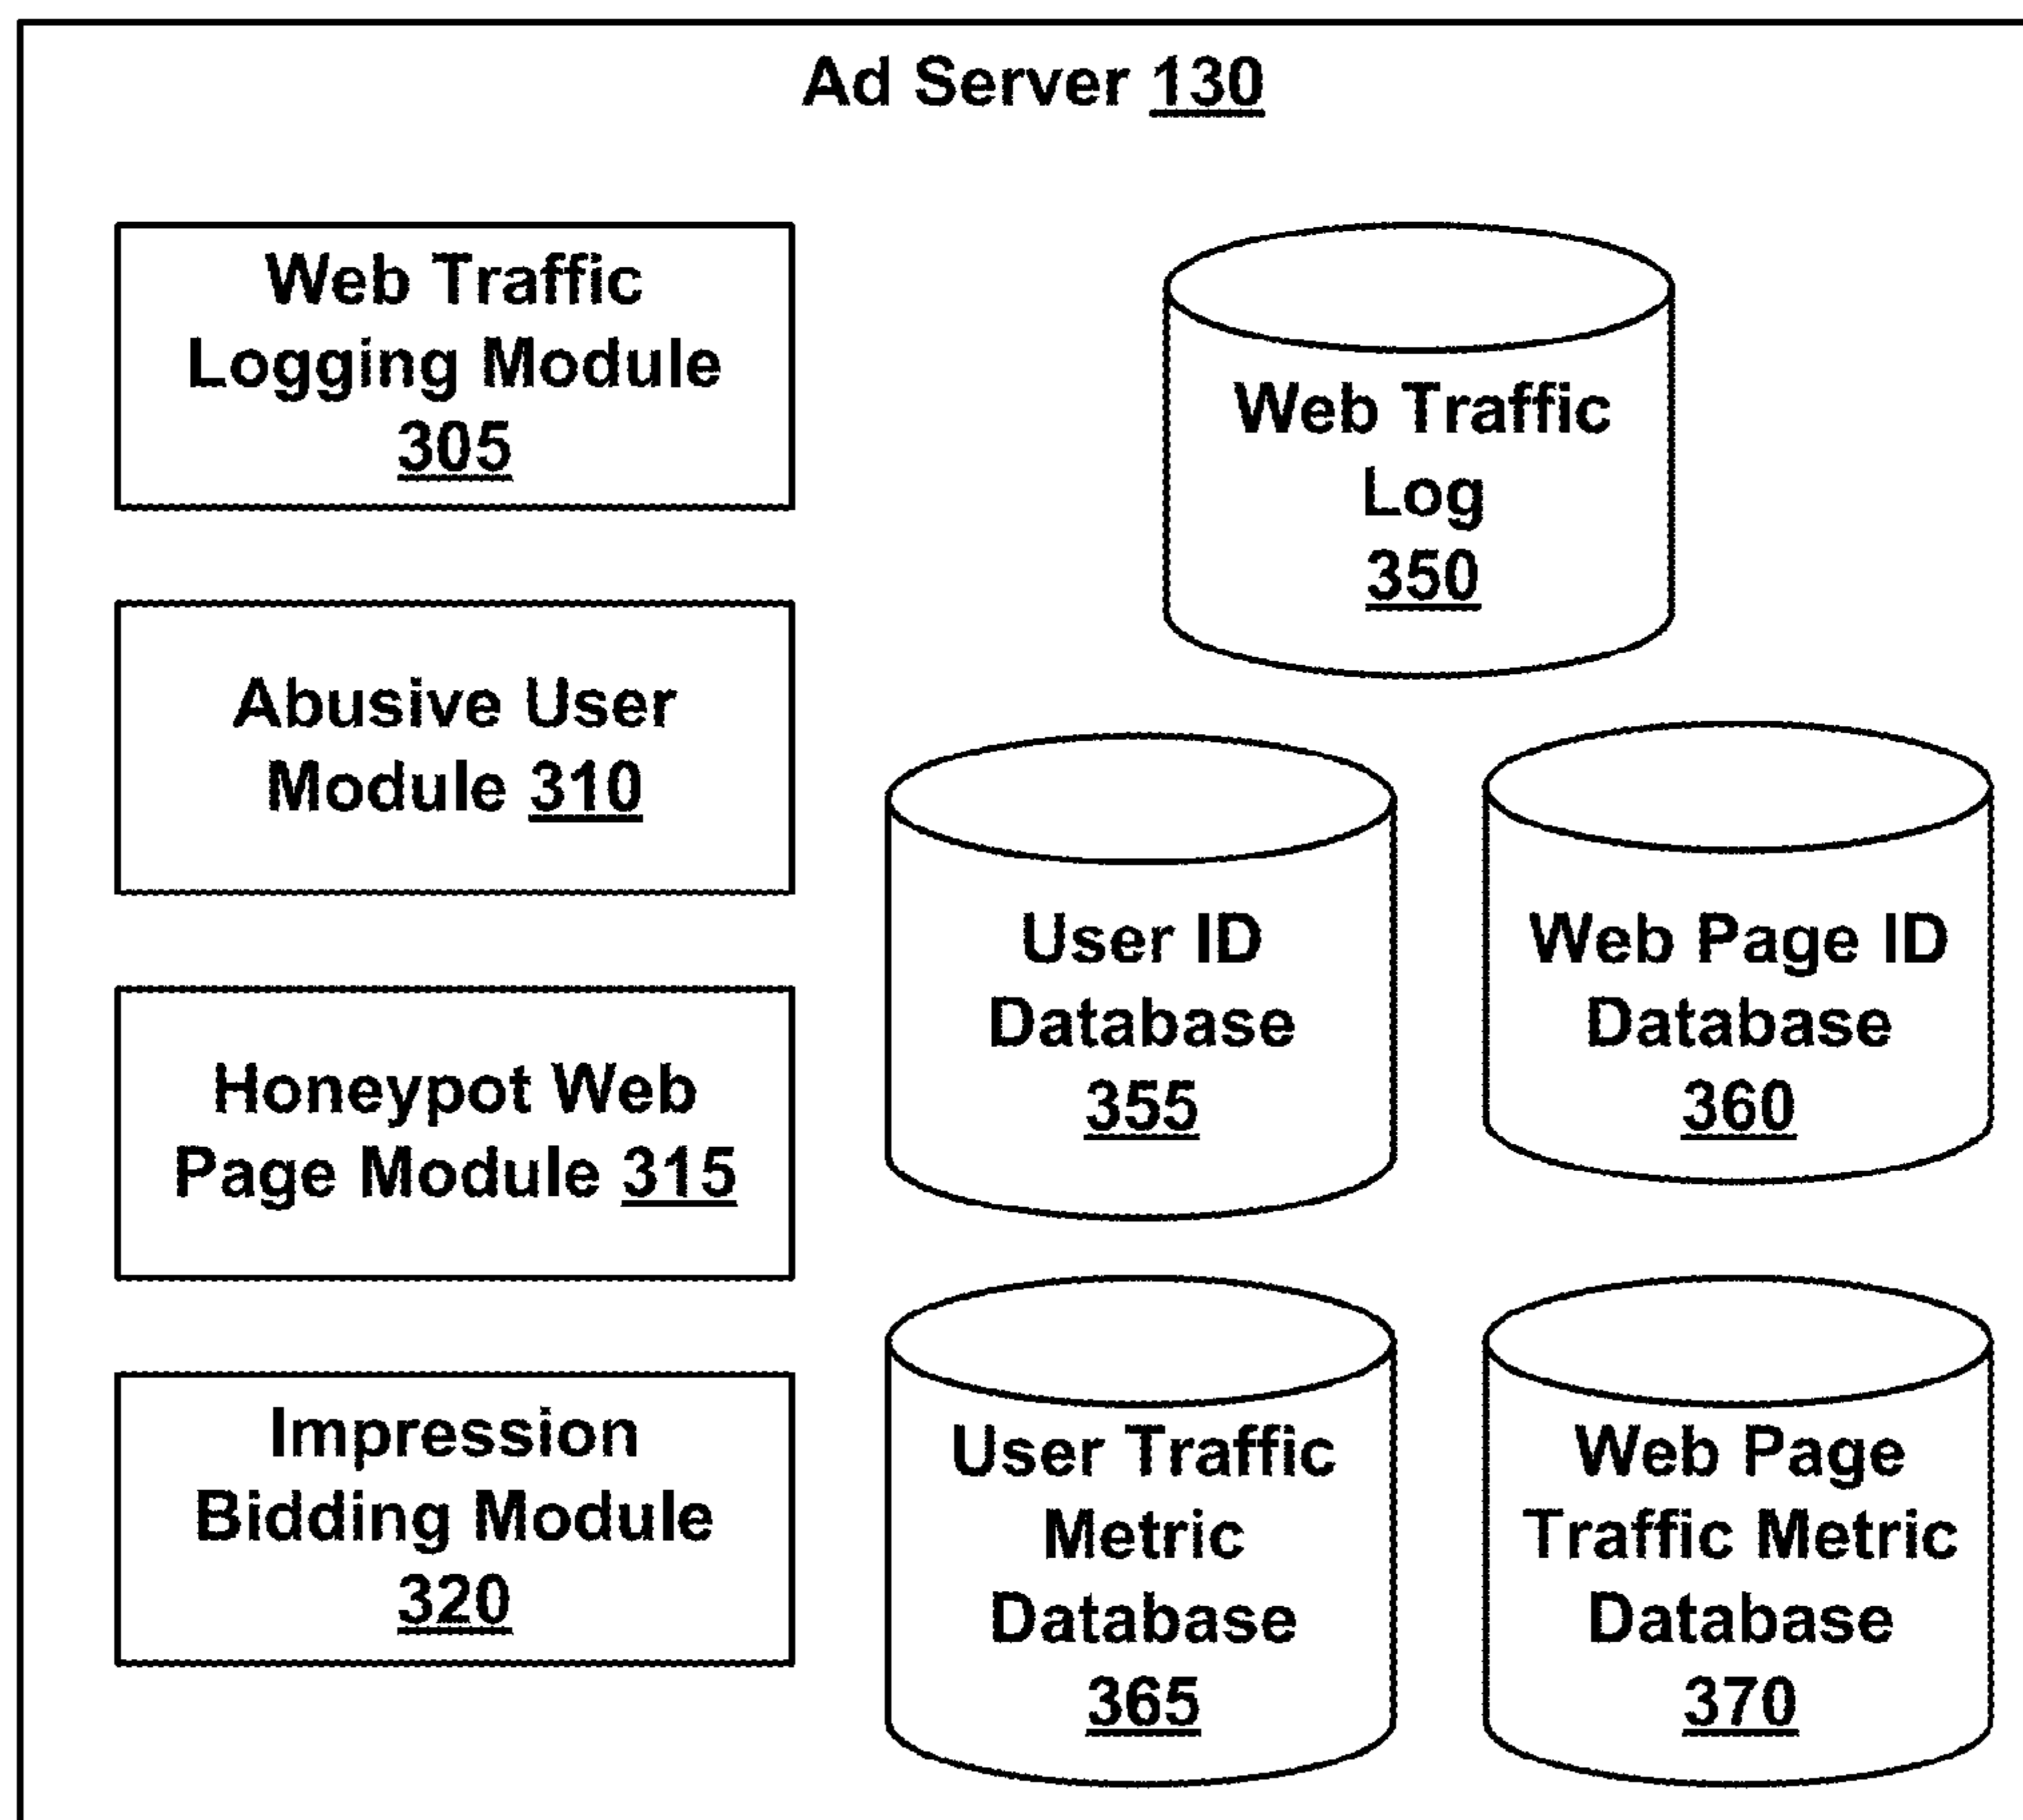 Ad Server 130
Web Traffic
Logging Module
305
Abusive User
Module 310
Honeypot Web
Page Module 315
Impression
Bidding Module
320
Web Traffic
Log
350
User ID
Database
355
Web Page ID
Database
360
User Traffic
Metric
Database
365
Web Page
Traffic Metric
Database
370